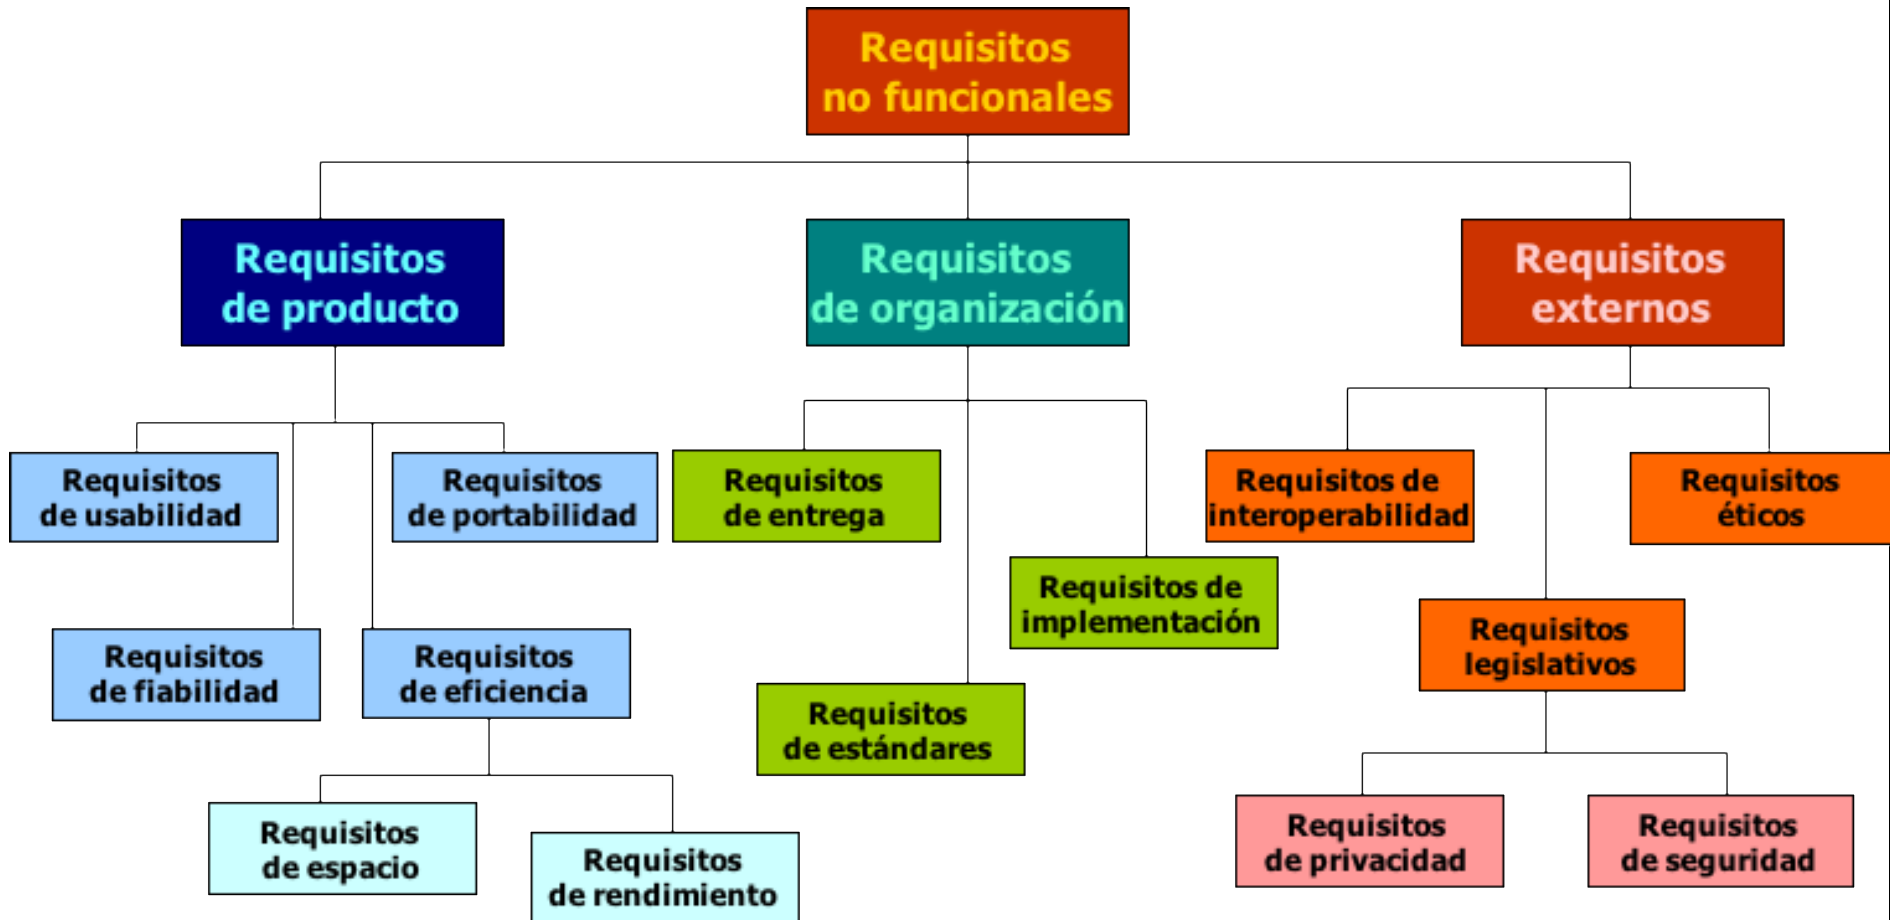 Requisitos
no funcionales
Requisitos
de producto
Requisitos
de organización
Requisitos
externos
Requisitos
de usabilidad
Requisitos
de portabilidad
Requisitos
de entrega
Requisitos de
interoperabilidad
Requisitos
éticos
Requisitos de
implementación
Requisitos
de fiabilidad
Requisitos
de eficiencia
Requisitos
legislativos
Requisitos
de estándares
Requisitos
de espacio
Requisitos
de rendimiento
Requisitos
de privacidad
Requisitos
de seguridad